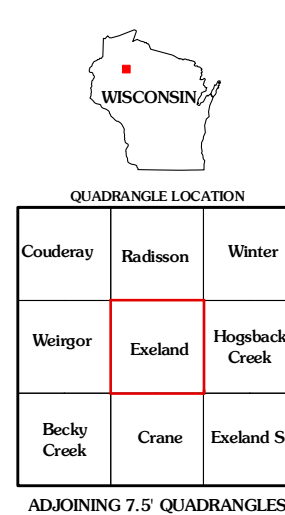 WISCONSIN
QUADRANGLE LOCATION
Couderay Radisson Winter
Weirgor Exeland Hogsback
Creek
Becky
Creek Crane Exeland S
ADJOINING 7.5' QUADRANGLES